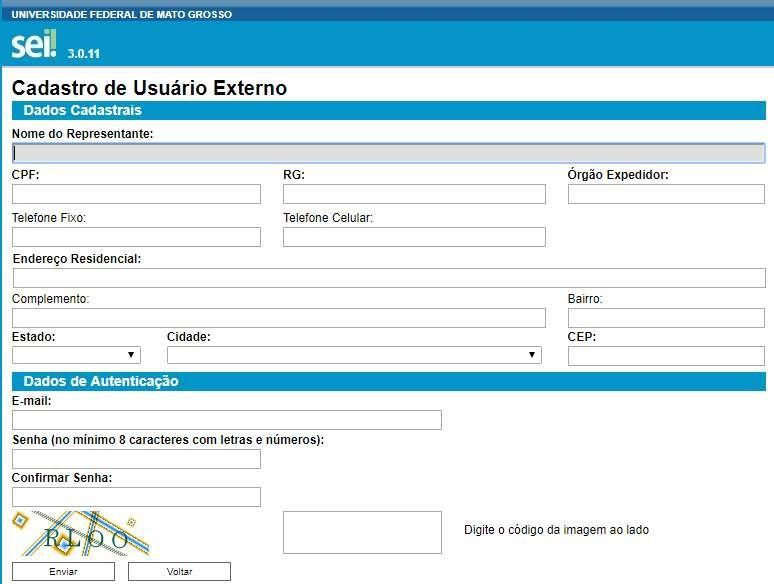 UNIVERSIDADE FEDERAL DE MATO GROSSO
sei! 3.0.11
Cadastro de Usuário Externo
Dados Cadastrais
Nome do Representante:
CPF: RG: Órgão Expedidor:
Telefone Fixo: Telefone Celular:
Endereço Residencial:
Complemento: Bairro:
Estado: Cidade: CEP:
Dados de Autenticação
E-mail:
Senha (no mínimo 8 caracteres com letras e números):
Confirmar Senha:
RLOO Digite o código da imagem ao lado
Enviar Voltar